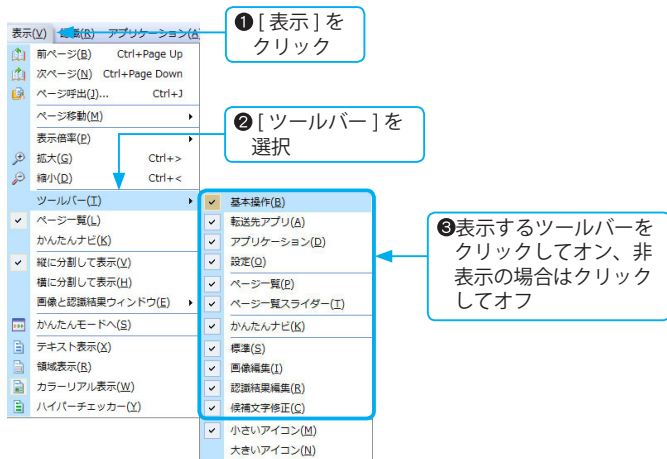 ❶[ 表示 ] を
クリック
表示(V) 認識(R) アプリケーション(A
前ページ(B) Ctrl+Page Up
次ページ(N) Ctrl+Page Down
ページ呼出(J)... Ctrl+J
ページ移動(M)
❷[ ツールバー ] を
選択
表示倍率(P)
拡大(G) Ctrl+>
縮小(D) Ctrl+<
ツールバー(T)
ページ一覧(L)
かんたんナビ(K)
縦に分割して表示(V)
横に分割して表示(H)
画像と認識結果ウィンドウ(E)
かんたんモードへ(S)
テキスト表示(X)
領域表示(R)
カラーリアル表示(W)
ハイパーチェッカー(Y)
基本操作(B)
転送先アプリ(A)
アプリケーション(D)
設定(O)
ページ一覧(P)
ページ一覧スライダー(T)
かんたんナビ(K)
標準(S)
画像編集(I)
認識結果編集(R)
候補文字修正(C)
小さいアイコン(M)
大きいアイコン(N)
❸表示するツールバーを
クリックしてオン、非
表示の場合はクリック
してオフ